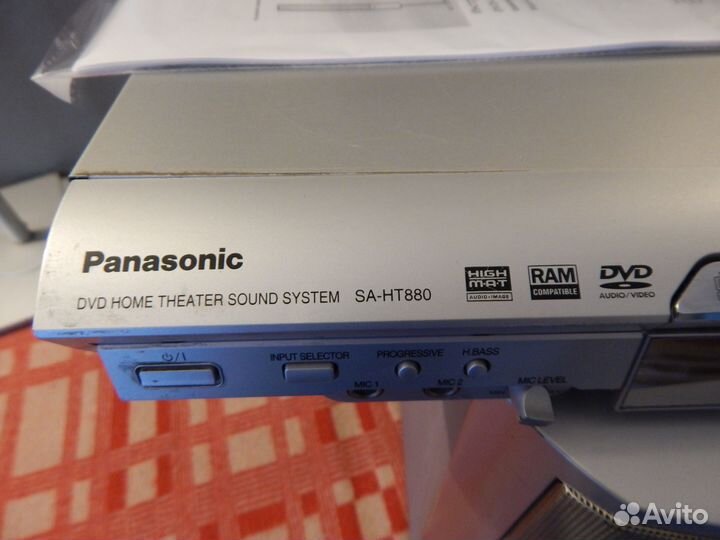 Panasonic
DVD HOME THEATER SOUND SYSTEM SA-HT880
HIGH M.A.T AUDIO+IMAGE
RAM COMPATIBLE
DVD AUDIO/VIDEO
INPUT SELECTOR PROGRESSIVE H.BASS
MIC 1 MIC 2 MIC LEVEL
MIN
Avito